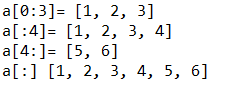 a[0:3]= [1, 2, 3]
a[:4]= [1, 2, 3, 4]
a[4:]= [5, 6]
a[:] [1, 2, 3, 4, 5, 6]